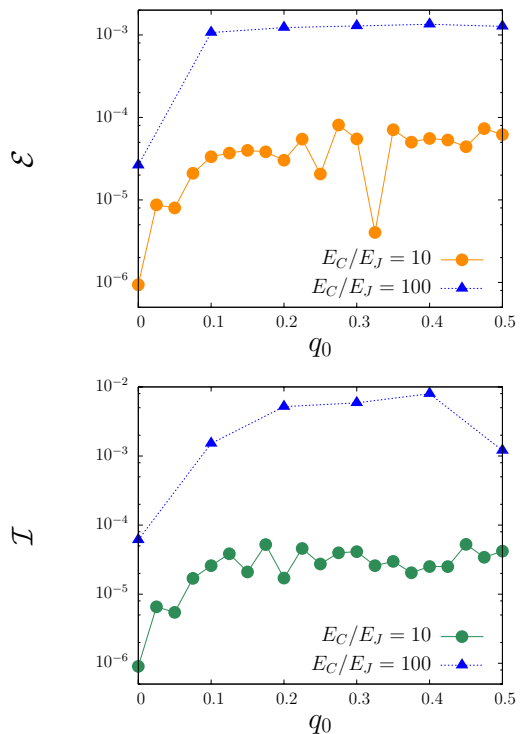 10⁻³
10⁻⁴
10⁻⁵
10⁻⁶
ℰ
E_C/E_J = 10
E_C/E_J = 100
0 0.1 0.2 0.3 0.4 0.5
q₀
10⁻²
10⁻³
10⁻⁴
10⁻⁵
10⁻⁶
ℐ
E_C/E_J = 10
E_C/E_J = 100
0 0.1 0.2 0.3 0.4 0.5
q₀